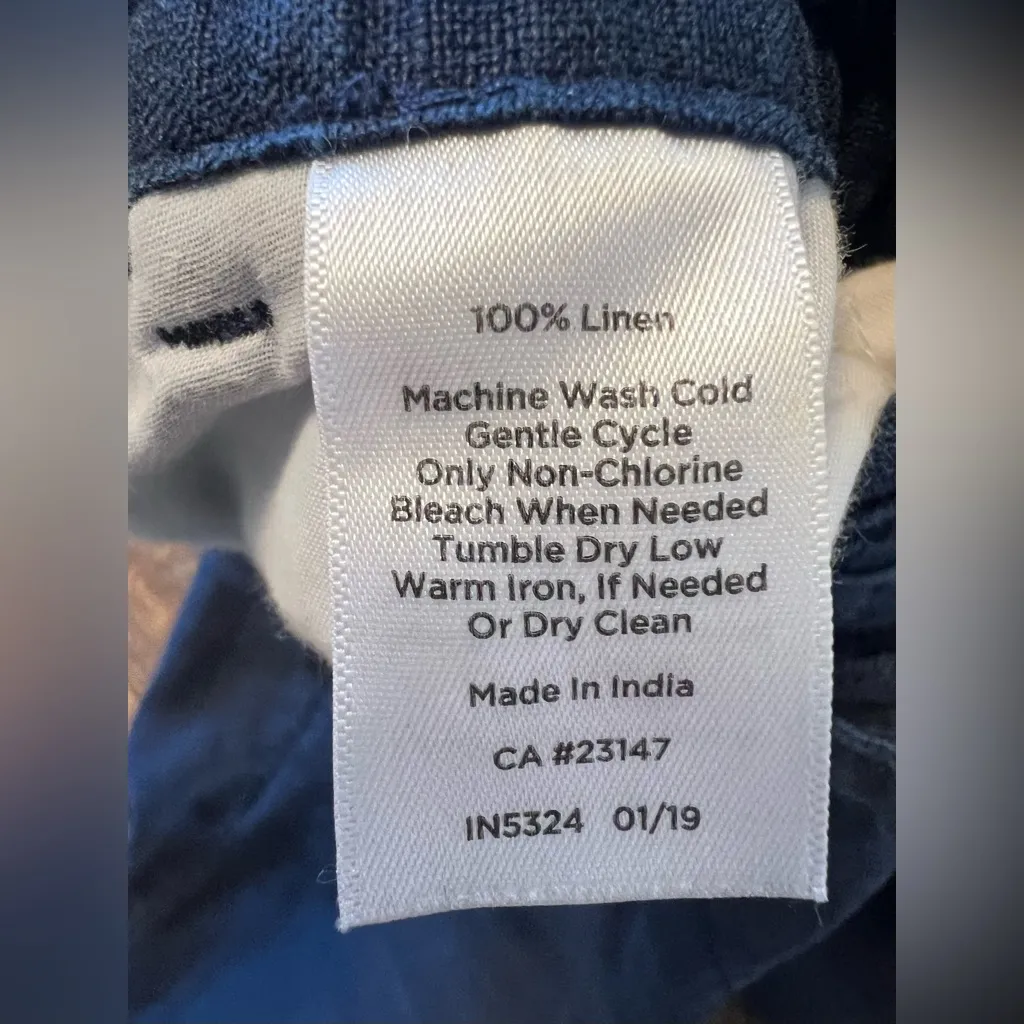 100% Linen
Machine Wash Cold
Gentle Cycle
Only Non-Chlorine
Bleach When Needed
Tumble Dry Low
Warm Iron, If Needed
Or Dry Clean
Made In India
CA #23147
IN5324 01/19